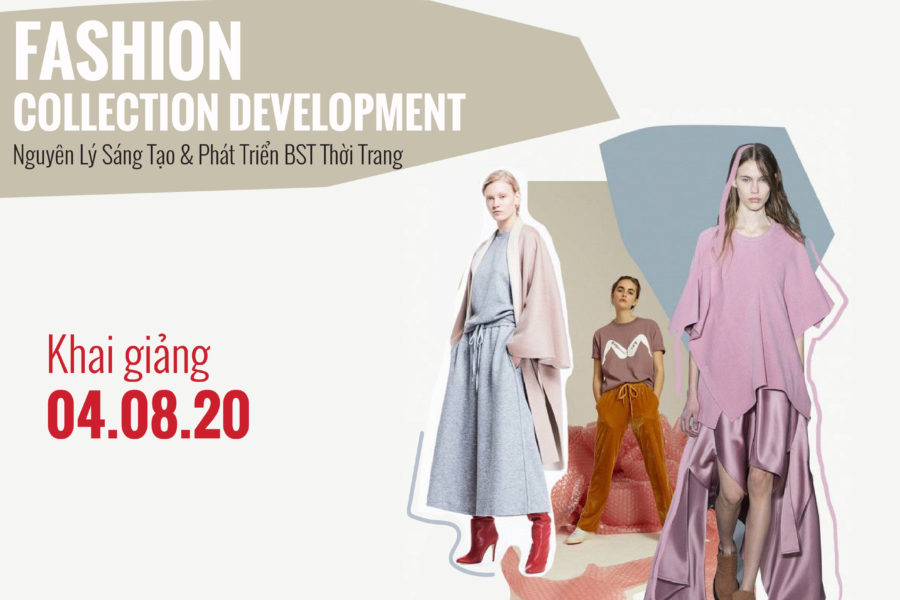 FASHION
COLLECTION DEVELOPMENT
Nguyên Lý Sáng Tạo & Phát Triển BST Thời Trang
Khai giảng
04.08.20